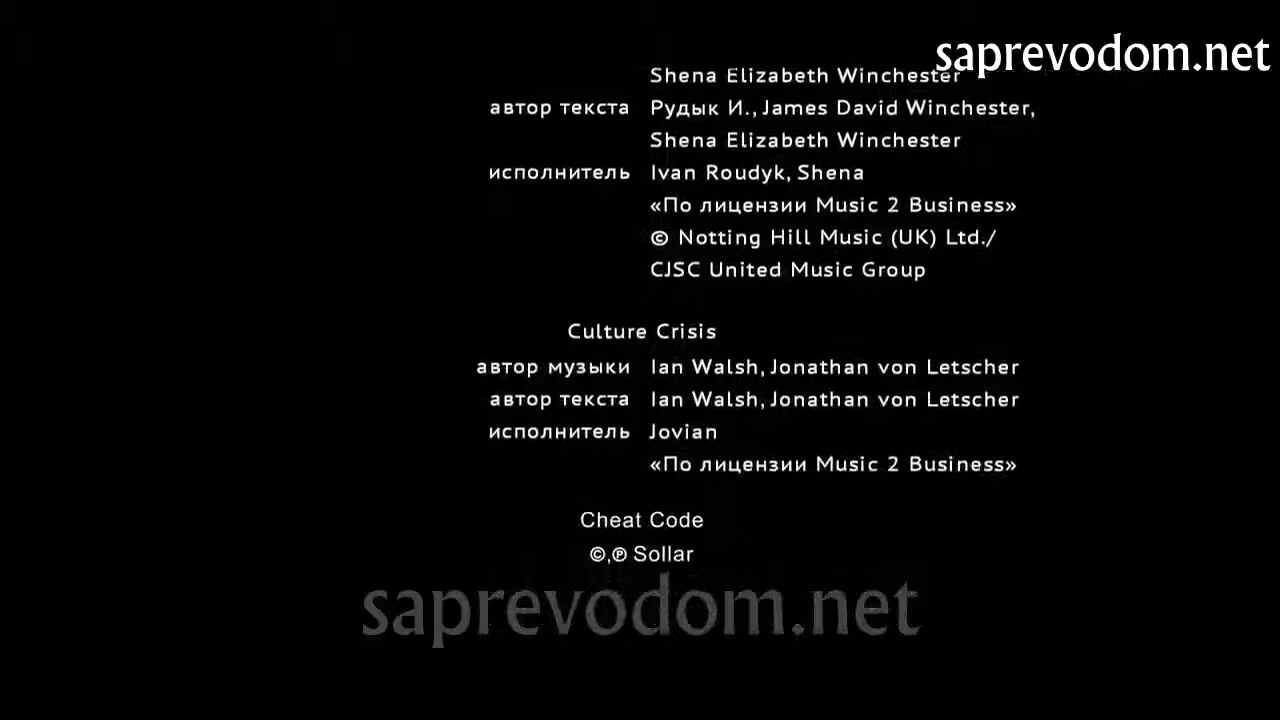 saprevodom.net
Shena Elizabeth Winchester
автор текста Рудык И., James David Winchester,
Shena Elizabeth Winchester
исполнитель Ivan Roudyk, Shena
«По лицензии Music 2 Business»
© Notting Hill Music (UK) Ltd./
CJSC United Music Group
Culture Crisis
автор музыки Ian Walsh, Jonathan von Letscher
автор текста Ian Walsh, Jonathan von Letscher
исполнитель Jovian
«По лицензии Music 2 Business»
Cheat Code
©,℗ Sollar
saprevodom.net